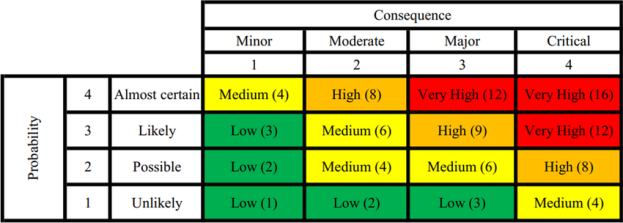 Consequence
Minor Moderate Major Critical
1 2 3 4
Probability
4 Almost certain Medium (4) High (8) Very High (12) Very High (16)
3 Likely Low (3) Medium (6) High (9) Very High (12)
2 Possible Low (2) Medium (4) Medium (6) High (8)
1 Unlikely Low (1) Low (2) Low (3) Medium (4)